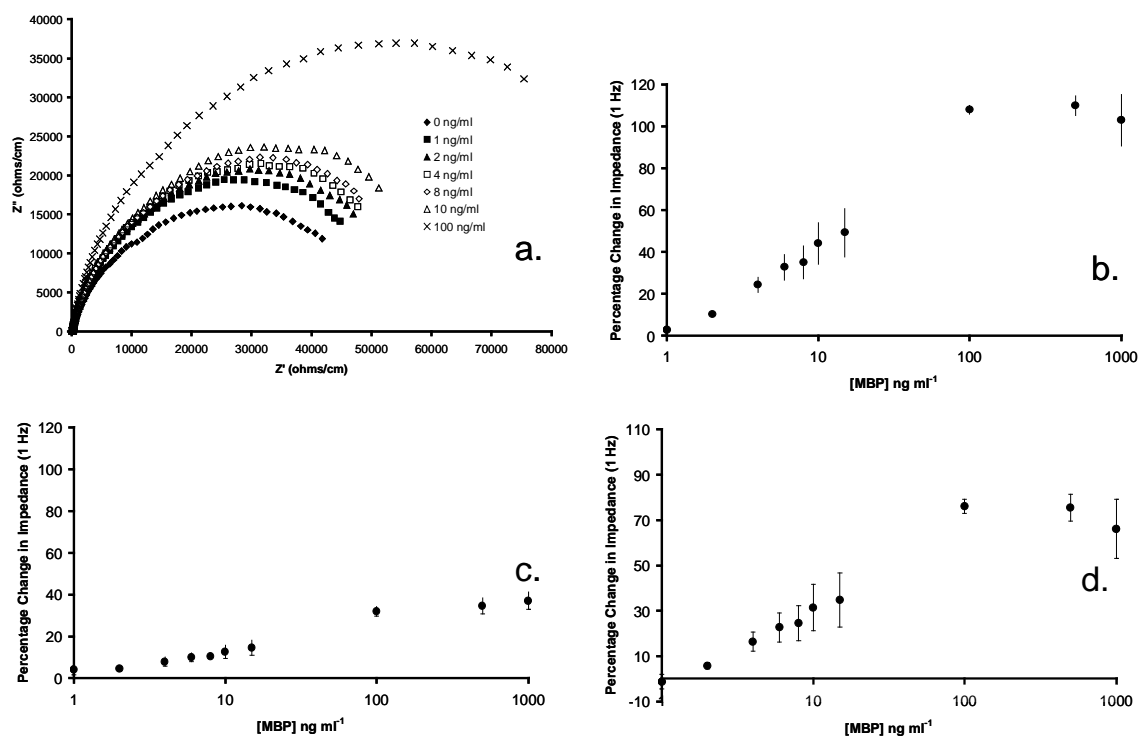 40000
35000
30000
25000
20000
15000
10000
5000
0
Z'' (ohms/cm)
0 10000 20000 30000 40000 50000 60000 70000 80000
Z' (ohms/cm)
0 ng/ml
1 ng/ml
2 ng/ml
4 ng/ml
8 ng/ml
10 ng/ml
100 ng/ml
a.
Percentage Change in Impedance (1 Hz)
120
100
80
60
40
20
0
1 10 100 1000
[MBP] ng ml⁻¹
b.
Percentage Change in Impedance (1 Hz)
120
100
80
60
40
20
0
1 10 100 1000
[MBP] ng ml⁻¹
c.
Percentage Change in Impedance (1 Hz)
110
90
70
50
30
10
-10
1 10 100 1000
[MBP] ng ml⁻¹
d.